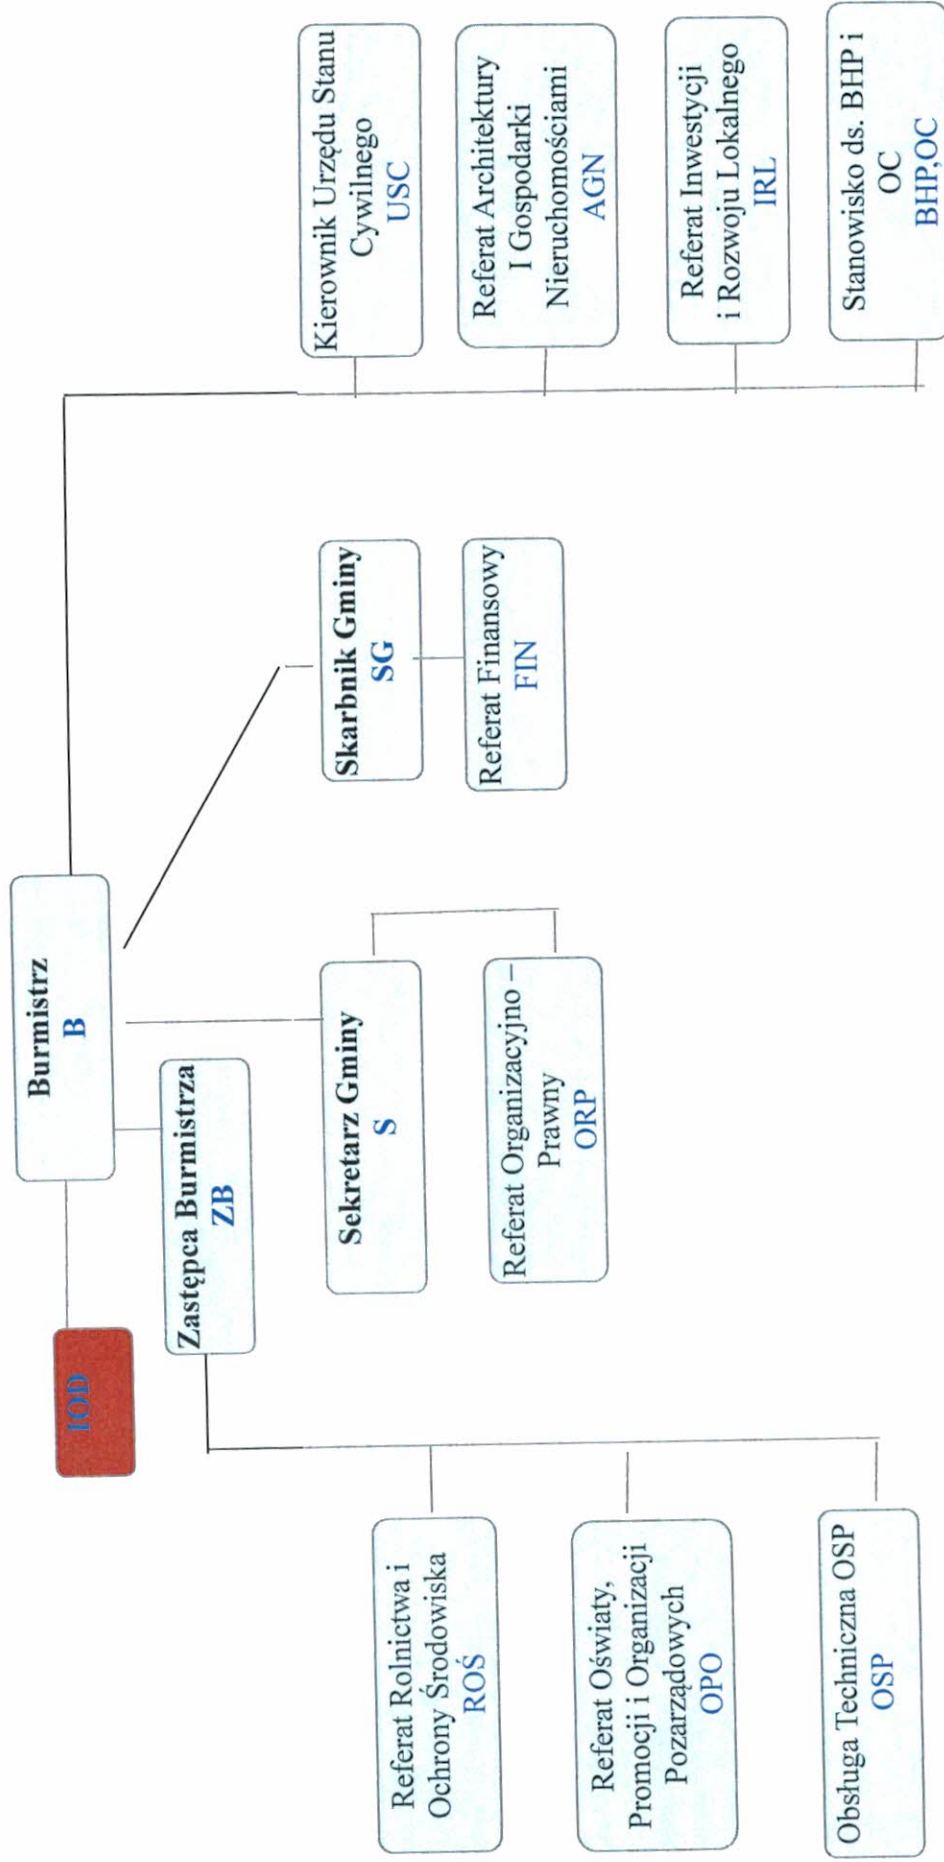 Burmistrz
B
IOD
Zastępca Burmistrza
ZB
Sekretarz Gminy
S
Referat Organizacyjno –
Prawny
ORP
Skarbnik Gminy
SG
Referat Finansowy
FIN
Referat Rolnictwa i
Ochrony Środowiska
ROŚ
Referat Oświaty,
Promocji i Organizacji
Pozarządowych
OPO
Obsługa Techniczna OSP
OSP
Kierownik Urzędu Stanu
Cywilnego
USC
Referat Architektury
I Gospodarki
Nieruchomościami
AGN
Referat Inwestycji
i Rozwoju Lokalnego
IRL
Stanowisko ds. BHP i
OC
BHP,OC